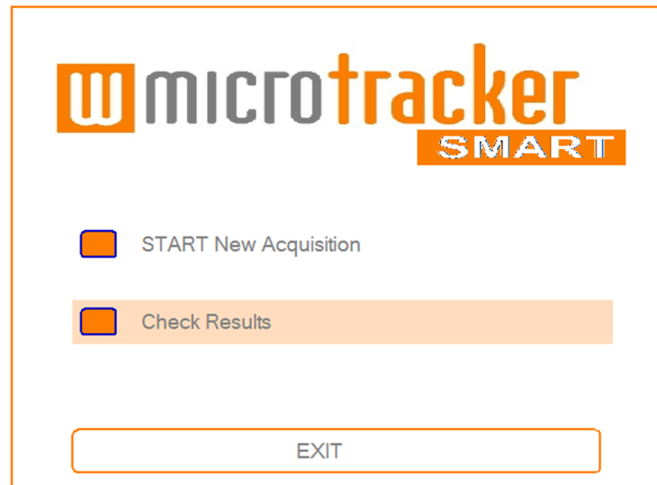 w microtracker
SMART
START New Acquisition
Check Results
EXIT